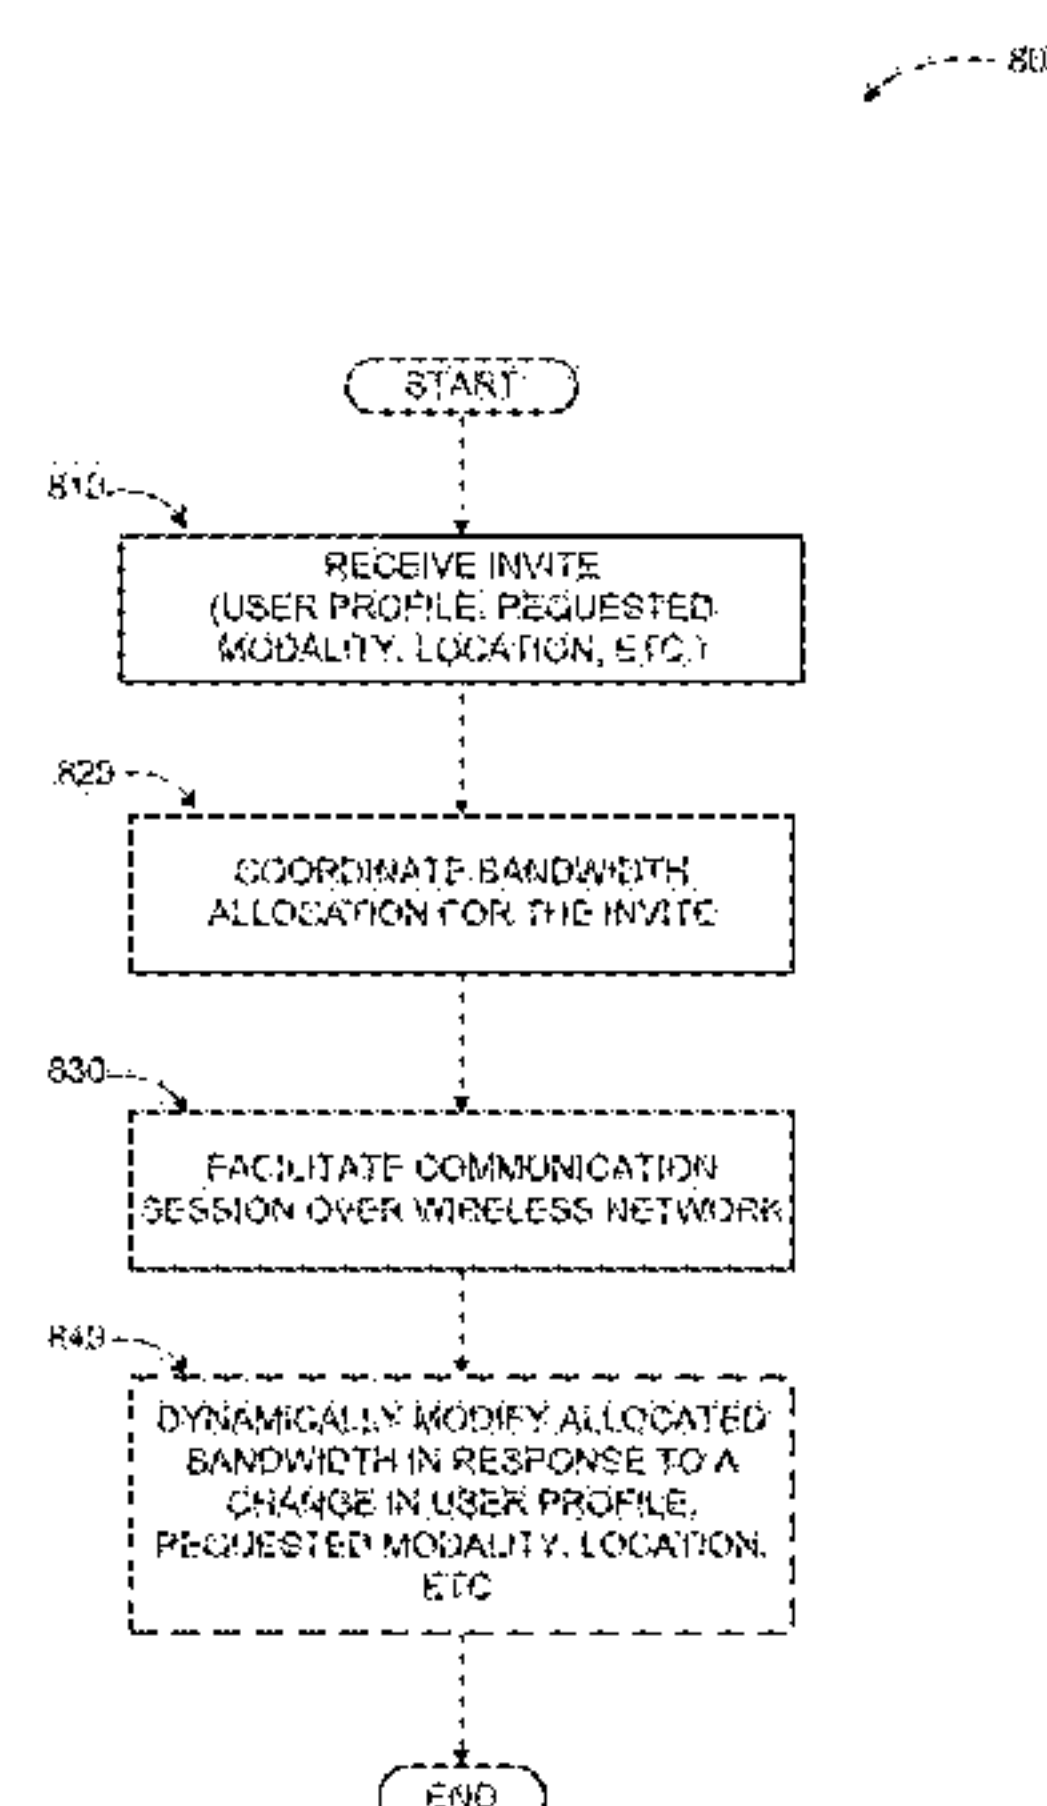 START
810
RECEIVE INVITE
(USER PROFILE, REQUESTED
MODALITY, LOCATION, ETC.)
820
COORDINATE BANDWIDTH
ALLOCATION FOR THE INVITE
830
FACILITATE COMMUNICATION
SESSION OVER WIRELESS NETWORK
840
DYNAMICALLY MODIFY ALLOCATED
BANDWIDTH IN RESPONSE TO A
CHANGE IN USER PROFILE,
REQUESTED MODALITY, LOCATION,
ETC
END